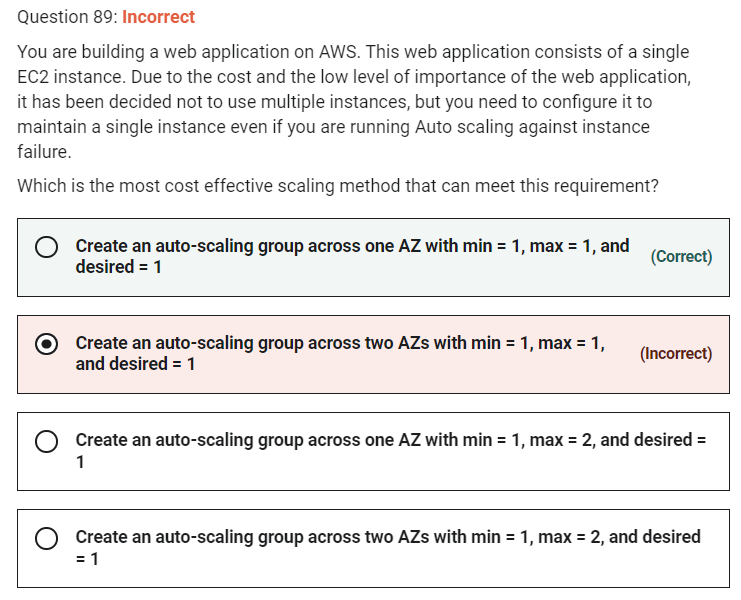 Question 89: Incorrect
You are building a web application on AWS. This web application consists of a single
EC2 instance. Due to the cost and the low level of importance of the web application,
it has been decided not to use multiple instances, but you need to configure it to
maintain a single instance even if you are running Auto scaling against instance
failure.
Which is the most cost effective scaling method that can meet this requirement?
Create an auto-scaling group across one AZ with min = 1, max = 1, and
desired = 1
(Correct)
Create an auto-scaling group across two AZs with min = 1, max = 1,
and desired = 1
(Incorrect)
Create an auto-scaling group across one AZ with min = 1, max = 2, and desired =
1
Create an auto-scaling group across two AZs with min = 1, max = 2, and desired
= 1